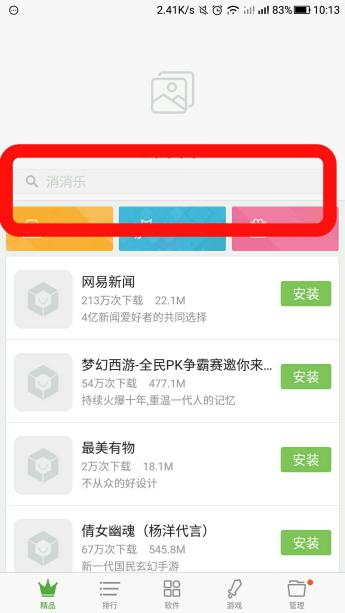 2.41K/s 83% 10:13
消消乐
网易新闻
213万次下载 22.1M
4亿新闻爱好者的共同选择
安装
梦幻西游-全民PK争霸赛邀你来...
54万次下载 477.1M
持续火爆十年,重温一代人的记忆
安装
最美有物
2万次下载 18.1M
不从众的好设计
安装
倩女幽魂（杨洋代言）
67万次下载 545.8M
新一代国民玄幻手游
安装
精品 排行 软件 游戏 管理